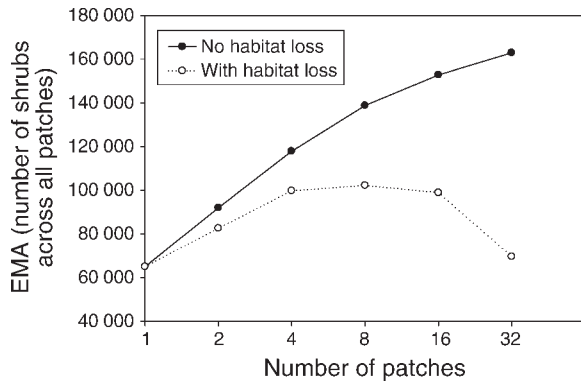 180 000
160 000
140 000
120 000
100 000
80 000
60 000
40 000
EMA (number of shrubs
across all patches)
No habitat loss
With habitat loss
1 2 4 8 16 32
Number of patches